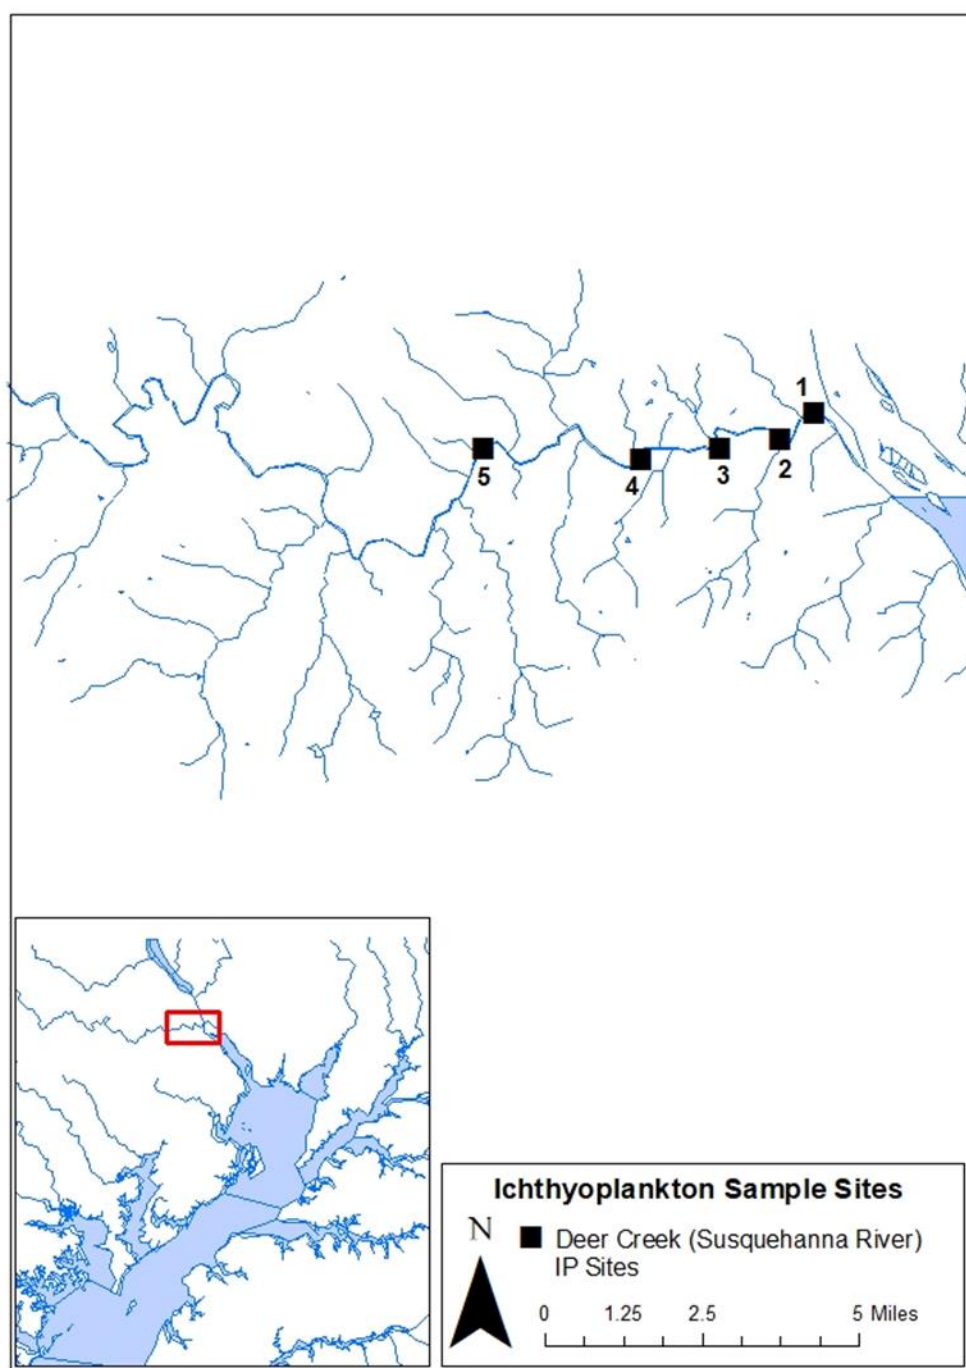 1
2
3
4
5
Ichthyoplankton Sample Sites
N
Deer Creek (Susquehanna River)
IP Sites
0 1.25 2.5 5 Miles